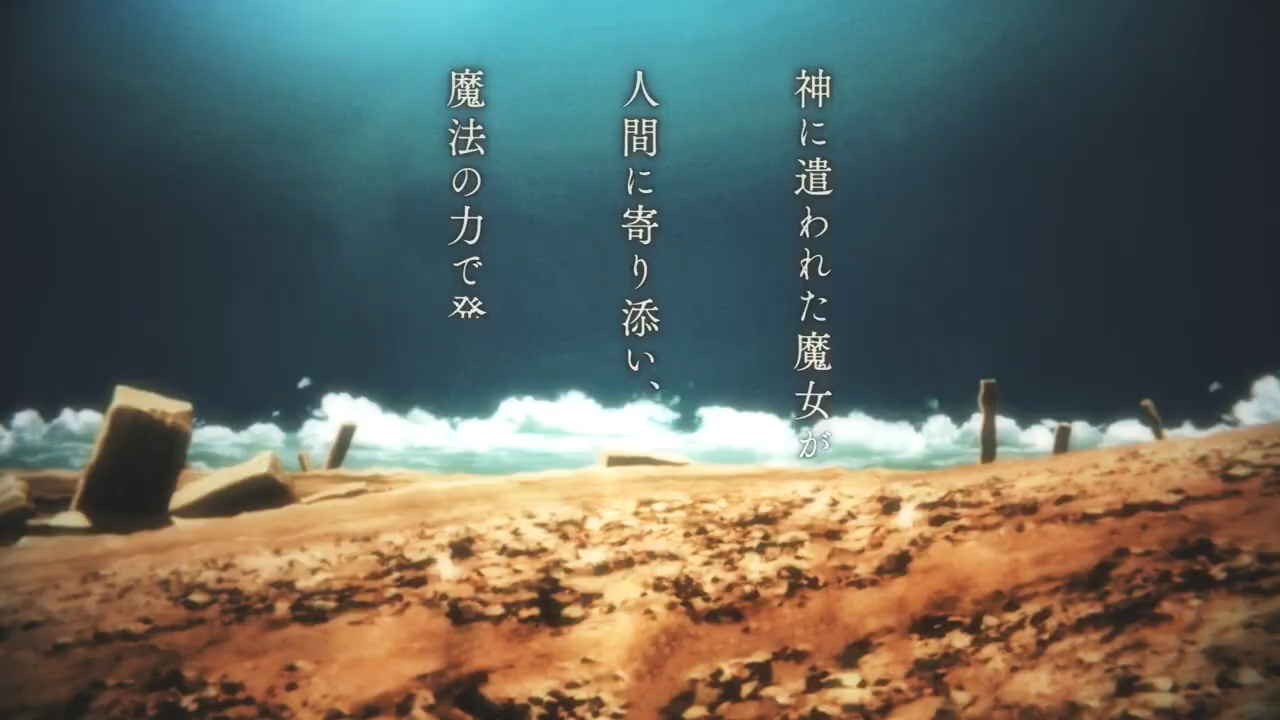 神に遣われた魔女が
人間に寄り添い、
魔法の力で発